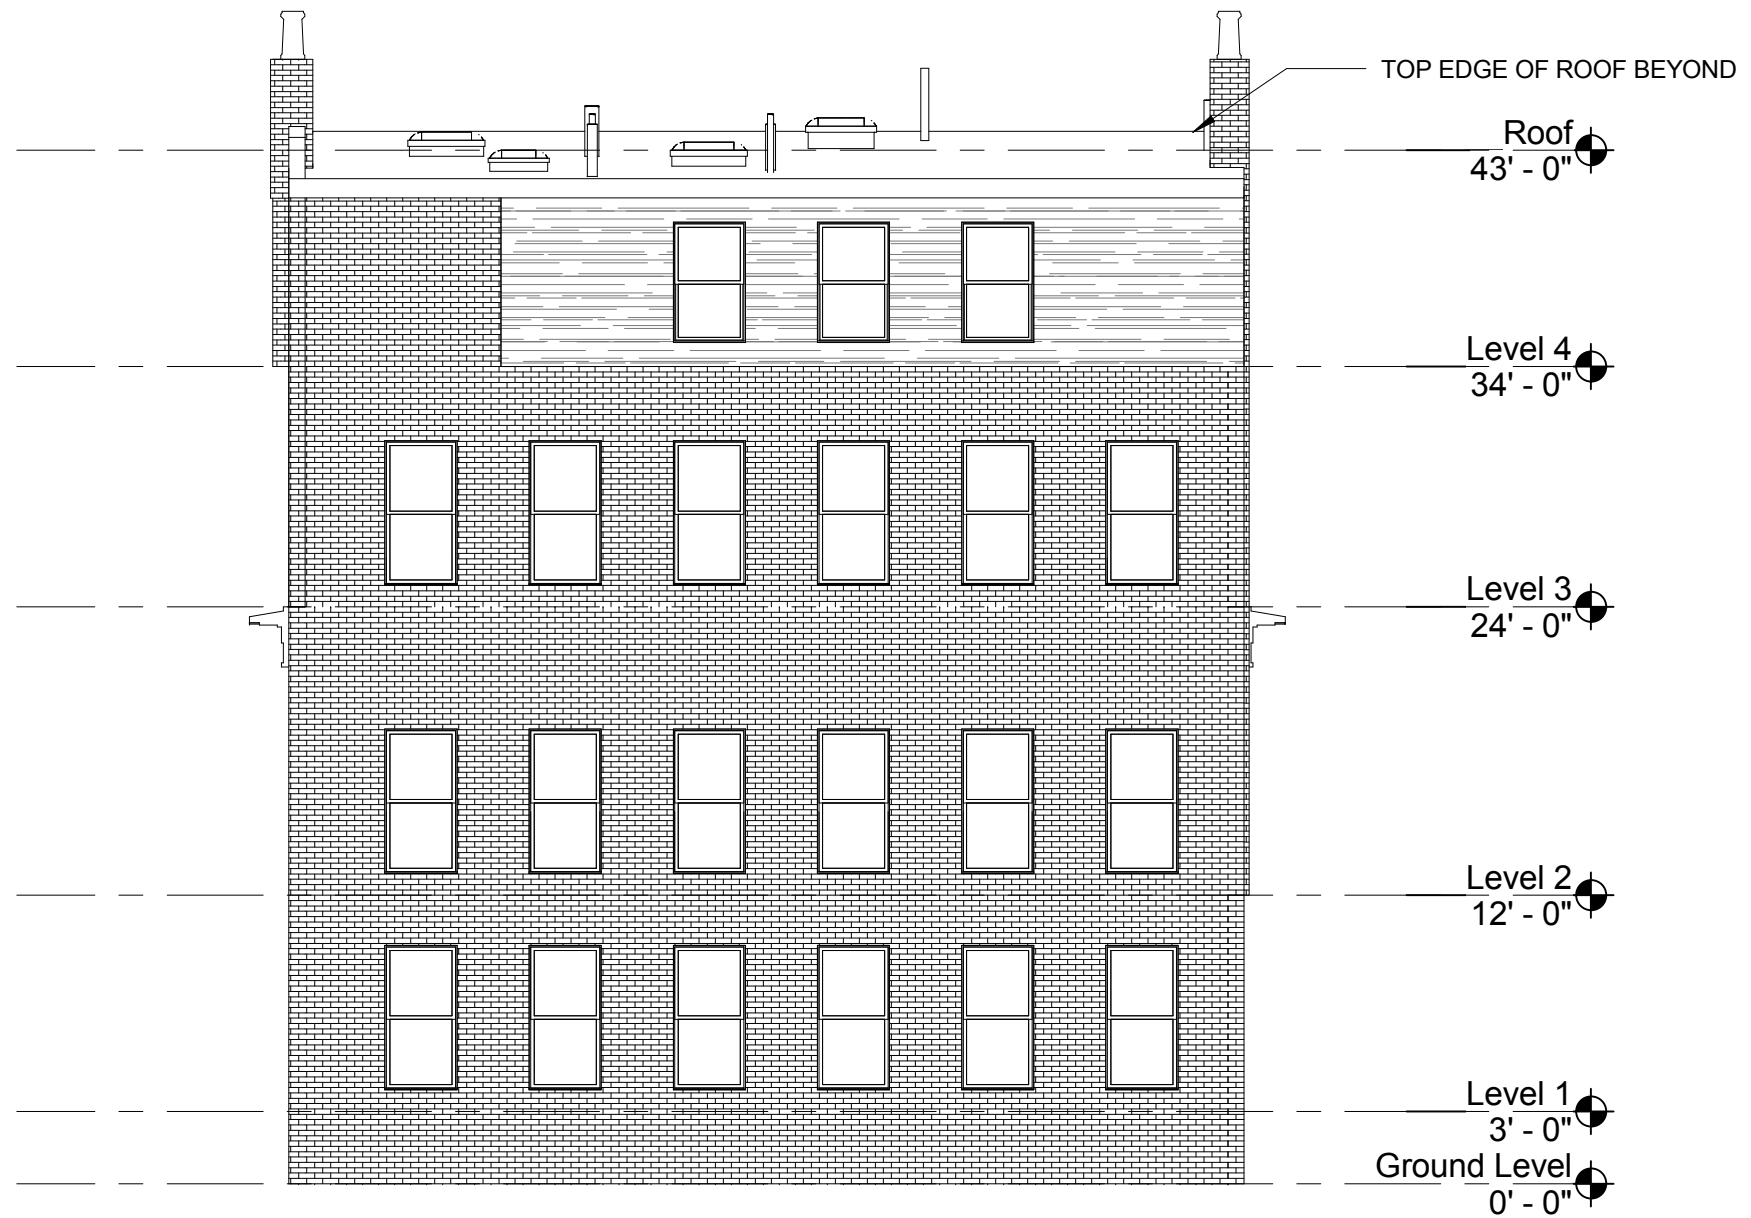 TOP EDGE OF ROOF BEYOND
Roof
43' - 0"
Level 4
34' - 0"
Level 3
24' - 0"
Level 2
12' - 0"
Level 1
3' - 0"
Ground Level
0' - 0"